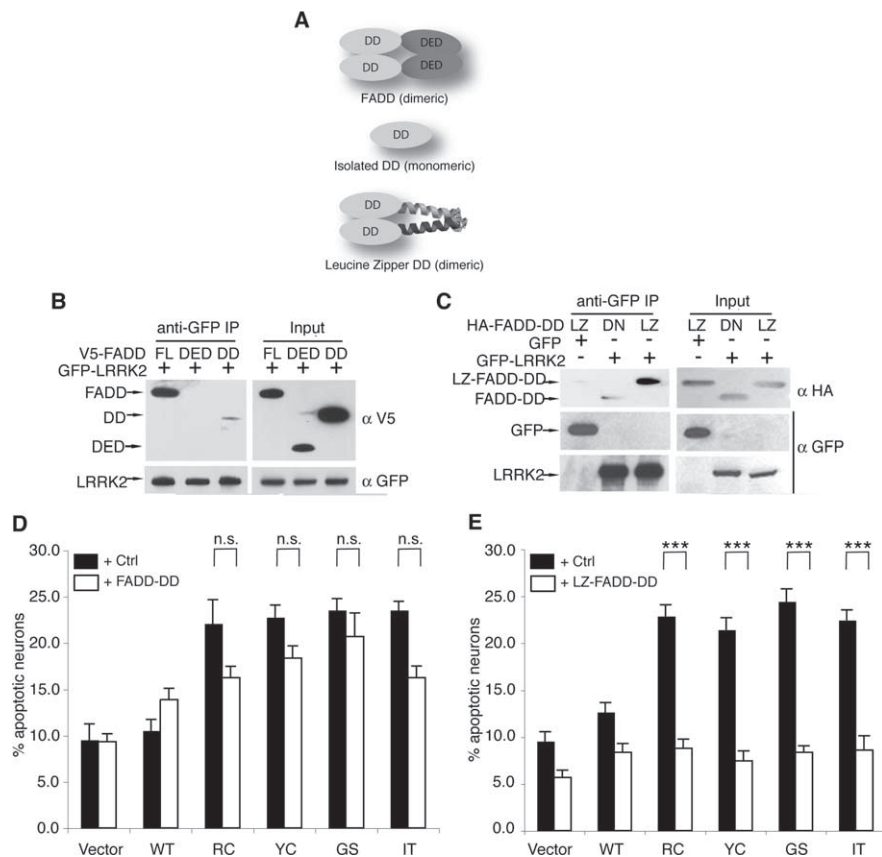 A
DD DED
DD DED
FADD (dimeric)
DD
Isolated DD (monomeric)
DD
DD
Leucine Zipper DD (dimeric)
B
anti-GFP IP Input
V5-FADD FL DED DD FL DED DD
GFP-LRRK2 + + + + + +
FADD
DD
DED
α V5
LRRK2
α GFP
C
anti-GFP IP Input
HA-FADD-DD LZ DN LZ LZ DN LZ
GFP + - - + - -
GFP-LRRK2 - + + - + +
LZ-FADD-DD
FADD-DD
α HA
GFP
α GFP
LRRK2
D
n.s. n.s. n.s. n.s.
+ Ctrl
+ FADD-DD
% apoptotic neurons
30.0
25.0
20.0
15.0
10.0
5.0
0.0
Vector WT RC YC GS IT
E
*** *** *** ***
+ Ctrl
+ LZ-FADD-DD
% apoptotic neurons
30.0
25.0
20.0
15.0
10.0
5.0
0.0
Vector WT RC YC GS IT